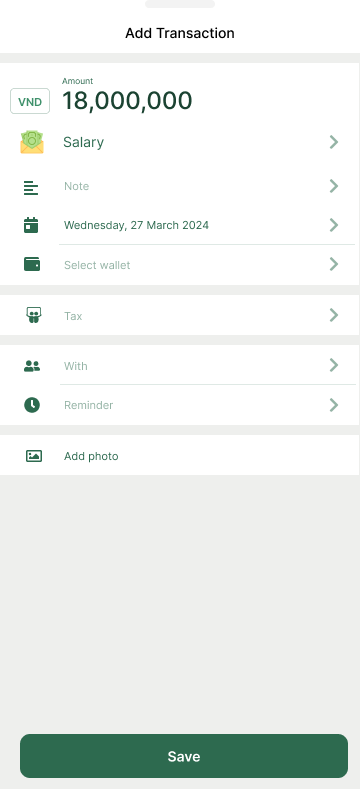 Add Transaction
Amount
VND
18,000,000
Salary
Note
Wednesday, 27 March 2024
Select wallet
Tax
With
Reminder
Add photo
Save